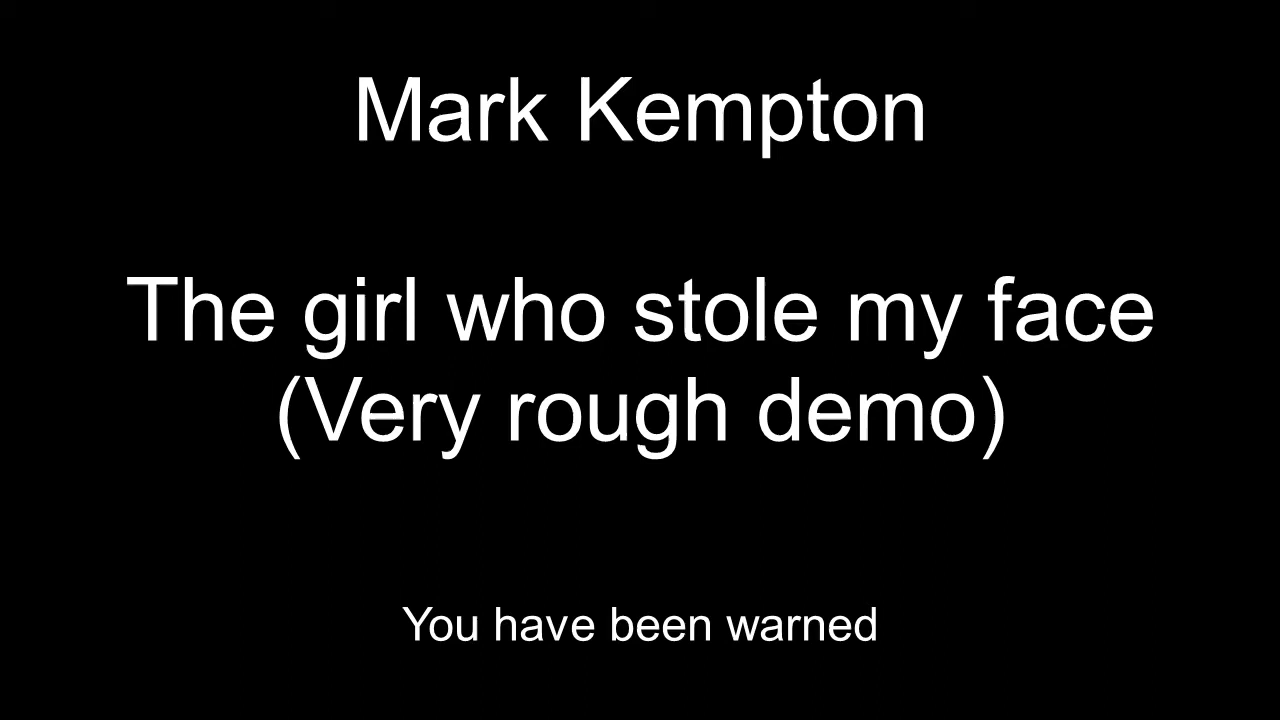 Mark Kempton
The girl who stole my face
(Very rough demo)
You have been warned